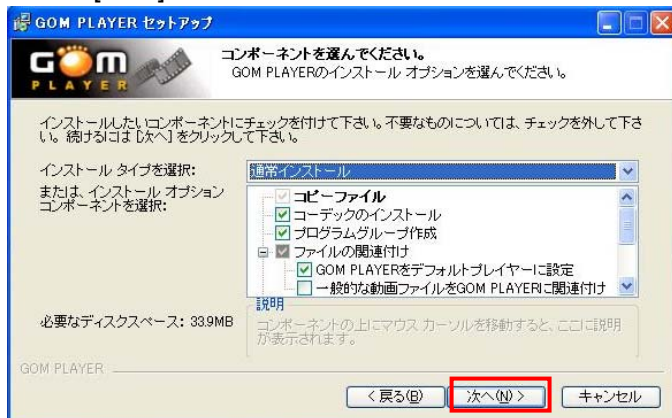 GOM PLAYER セットアップ
GOM
PLAYER
コンポーネントを選んでください。
GOM PLAYERのインストール オプションを選んでください。
インストールしたいコンポーネントにチェックを付けて下さい。不要なものについては、チェックを外して下さ
い。続けるには [次へ] をクリックして下さい。
インストール タイプを選択:
通常インストール
または、インストール オプション
コンポーネントを選択:
コピーファイル
コーデックのインストール
プログラムグループ作成
ファイルの関連付け
GOM PLAYERをデフォルトプレイヤーに設定
一般的な動画ファイルをGOM PLAYERに関連付け
必要なディスクスペース: 33.9MB
説明
コンポーネントの上にマウス カーソルを移動すると、ここに説明
が表示されます。
GOM PLAYER
< 戻る(B)
次へ(N) >
キャンセル